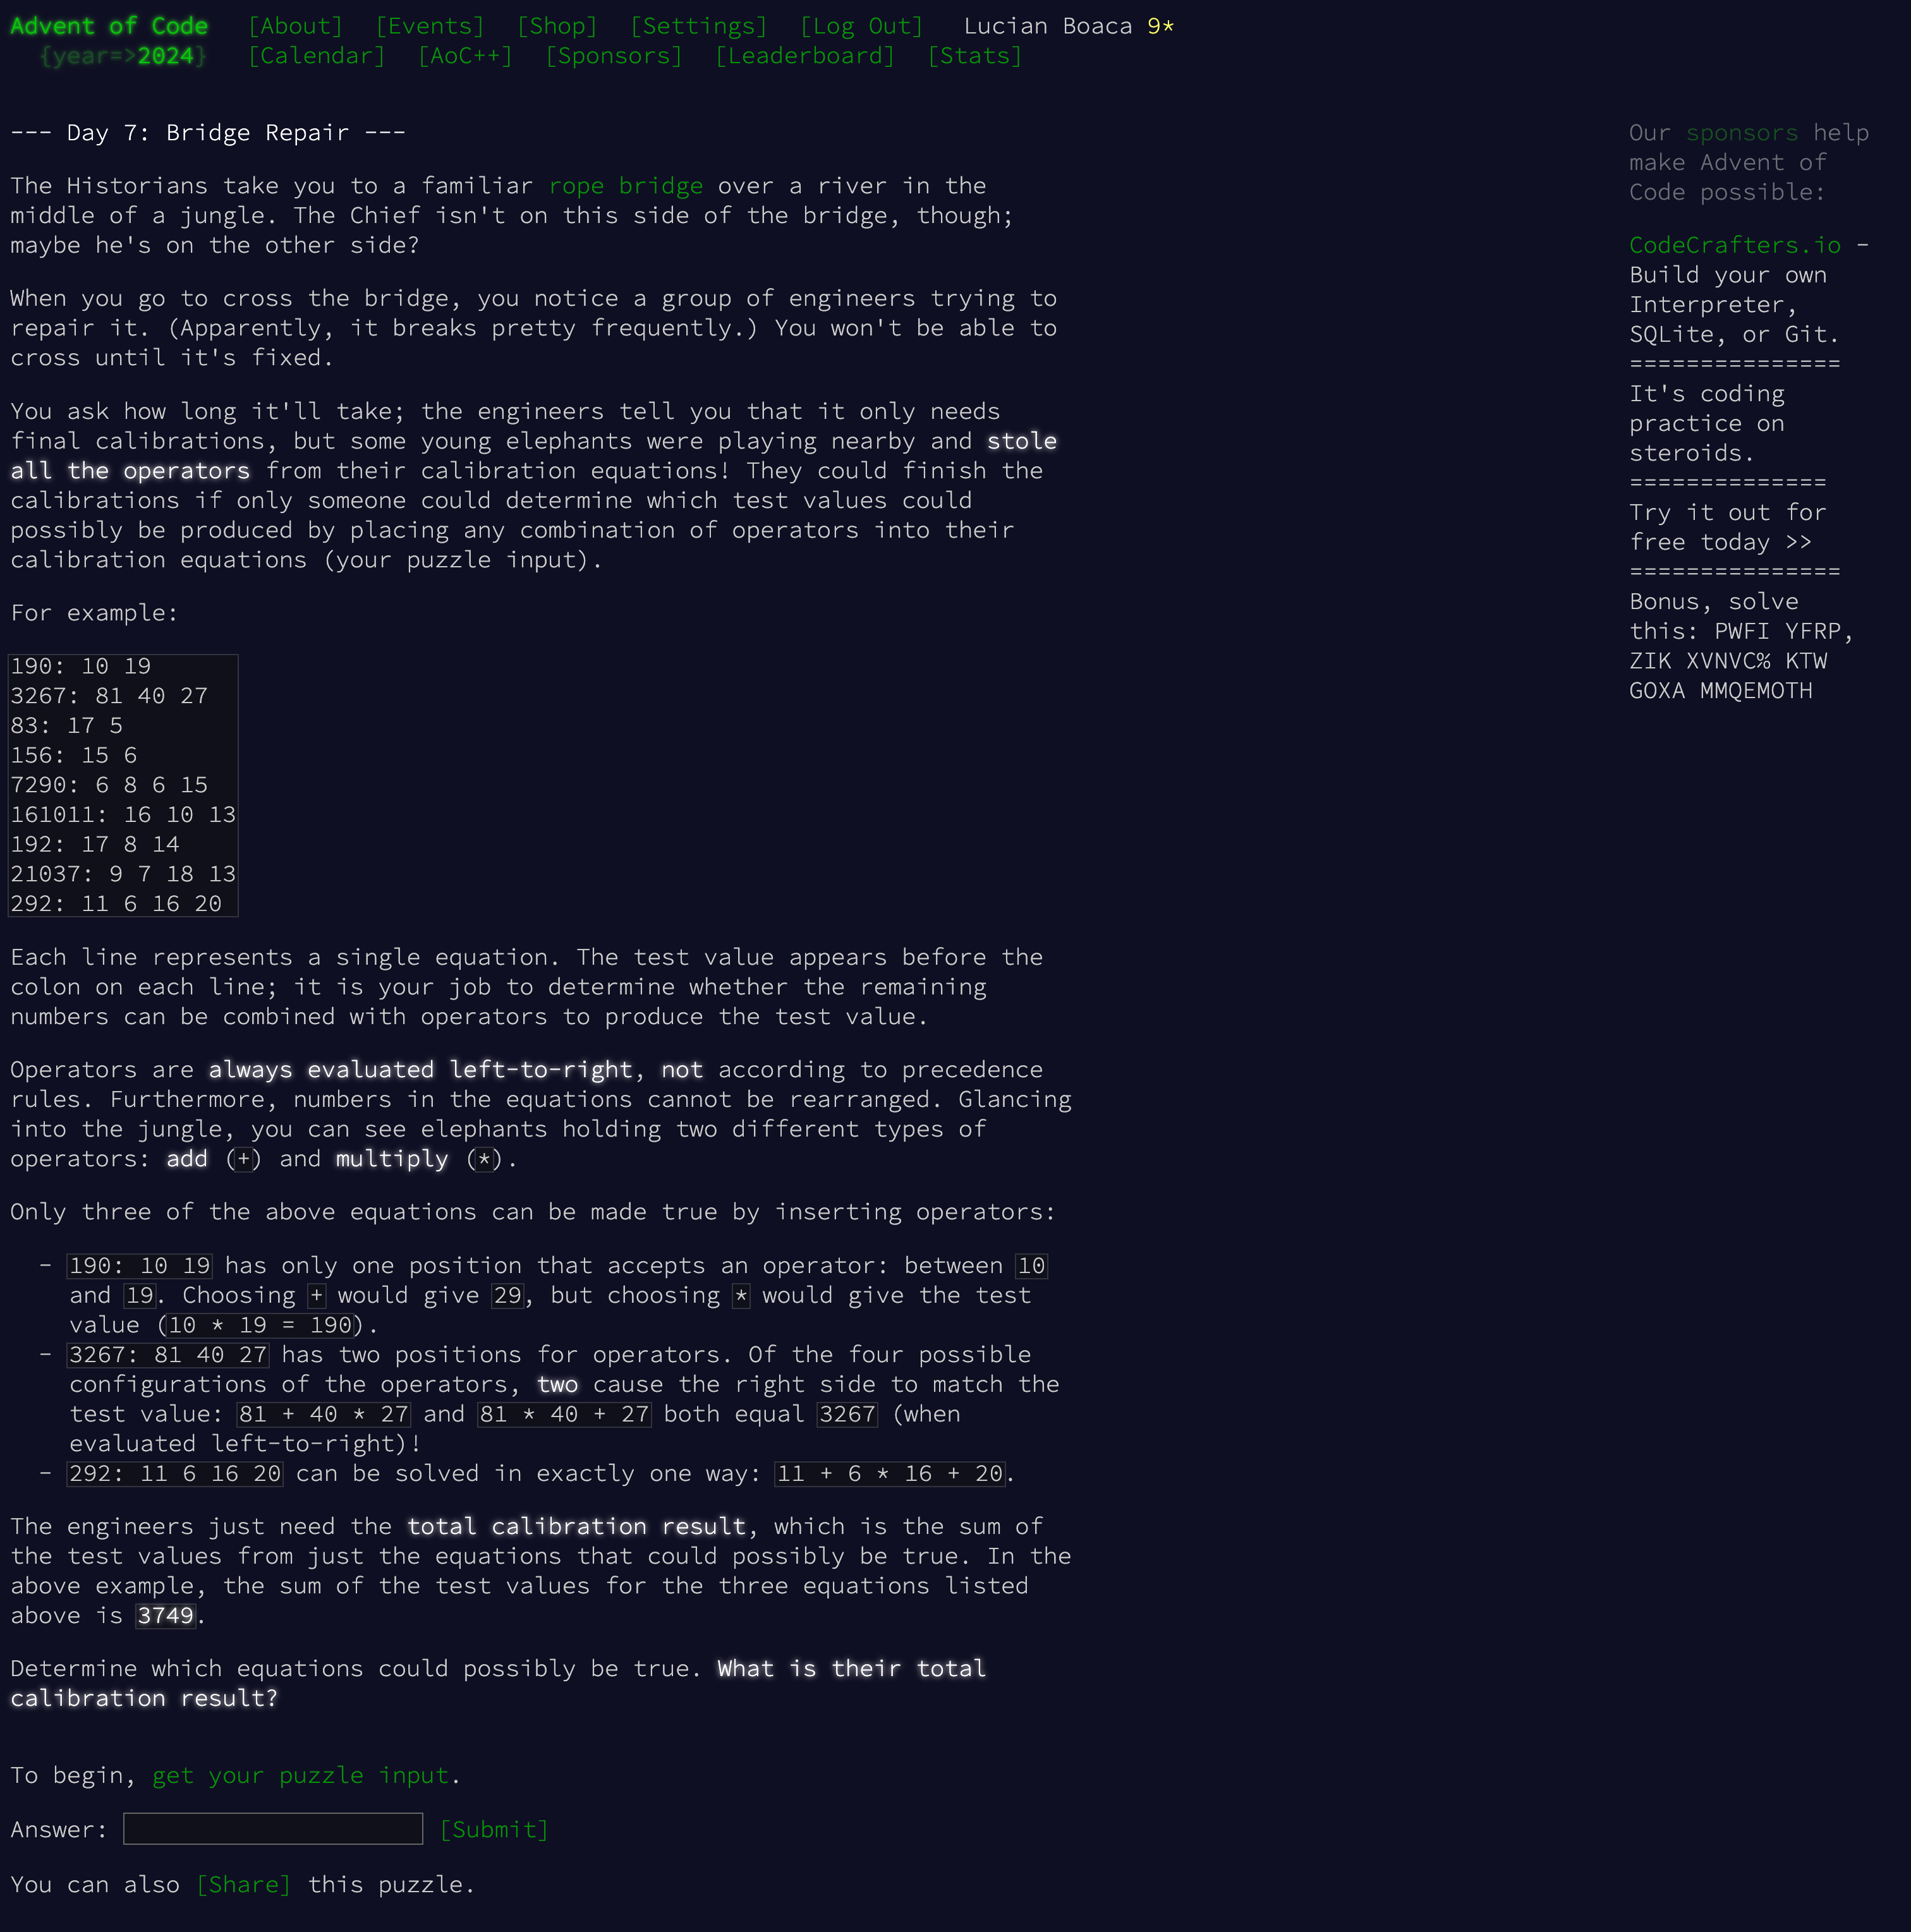 Advent of Code [About] [Events] [Shop] [Settings] [Log Out] Lucian Boaca 9*
{year=>2024} [Calendar] [AoC++] [Sponsors] [Leaderboard] [Stats]
--- Day 7: Bridge Repair ---
The Historians take you to a familiar rope bridge over a river in the
middle of a jungle. The Chief isn't on this side of the bridge, though;
maybe he's on the other side?
When you go to cross the bridge, you notice a group of engineers trying to
repair it. (Apparently, it breaks pretty frequently.) You won't be able to
cross until it's fixed.
You ask how long it'll take; the engineers tell you that it only needs
final calibrations, but some young elephants were playing nearby and stole
all the operators from their calibration equations! They could finish the
calibrations if only someone could determine which test values could
possibly be produced by placing any combination of operators into their
calibration equations (your puzzle input).
For example:
190: 10 19
3267: 81 40 27
83: 17 5
156: 15 6
7290: 6 8 6 15
161011: 16 10 13
192: 17 8 14
21037: 9 7 18 13
292: 11 6 16 20
Each line represents a single equation. The test value appears before the
colon on each line; it is your job to determine whether the remaining
numbers can be combined with operators to produce the test value.
Operators are always evaluated left-to-right, not according to precedence
rules. Furthermore, numbers in the equations cannot be rearranged. Glancing
into the jungle, you can see elephants holding two different types of
operators: add (+) and multiply (*).
Only three of the above equations can be made true by inserting operators:
- 190: 10 19 has only one position that accepts an operator: between 10
and 19. Choosing + would give 29, but choosing * would give the test
value (10 * 19 = 190).
- 3267: 81 40 27 has two positions for operators. Of the four possible
configurations of the operators, two cause the right side to match the
test value: 81 + 40 * 27 and 81 * 40 + 27 both equal 3267 (when
evaluated left-to-right)!
- 292: 11 6 16 20 can be solved in exactly one way: 11 + 6 * 16 + 20.
The engineers just need the total calibration result, which is the sum of
the test values from just the equations that could possibly be true. In the
above example, the sum of the test values for the three equations listed
above is 3749.
Determine which equations could possibly be true. What is their total
calibration result?
To begin, get your puzzle input.
Answer: [Submit]
You can also [Share] this puzzle.
Our sponsors help
make Advent of
Code possible:
CodeCrafters.io -
Build your own
Interpreter,
SQLite, or Git.
===============
It's coding
practice on
steroids.
==============
Try it out for
free today >>
===============
Bonus, solve
this: PWFI YFRP,
ZIK XVNVC% KTW
GOXA MMQEMOTH